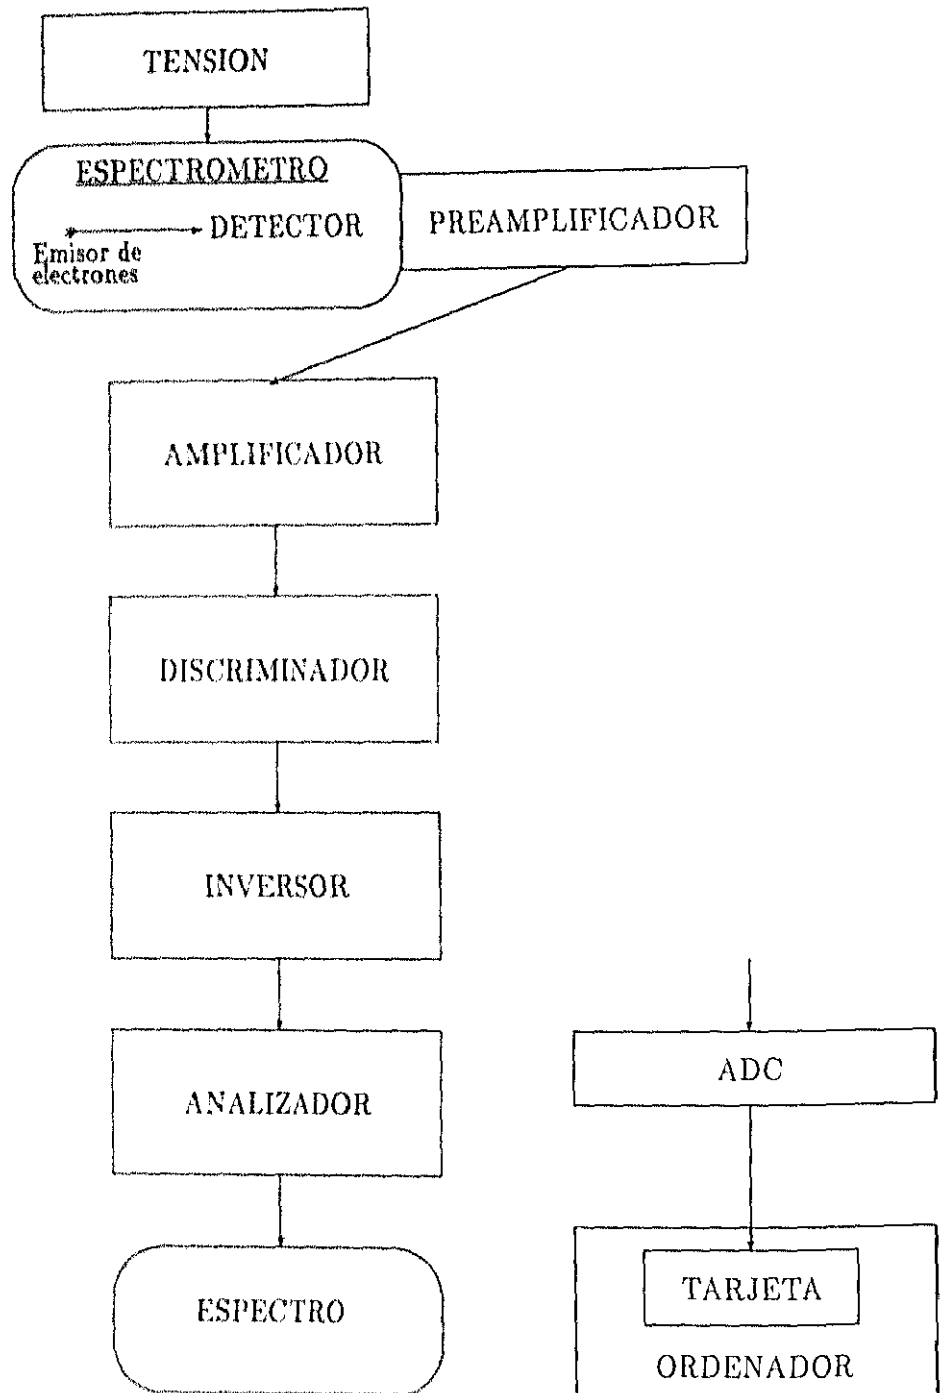 TENSION
ESPECTROMETRO
DETECTOR
Emisor de
electrones
PREAMPLIFICADOR
AMPLIFICADOR
DISCRIMINADOR
INVERSOR
ANALIZADOR
ADC
ESPECTRO
TARJETA
ORDENADOR